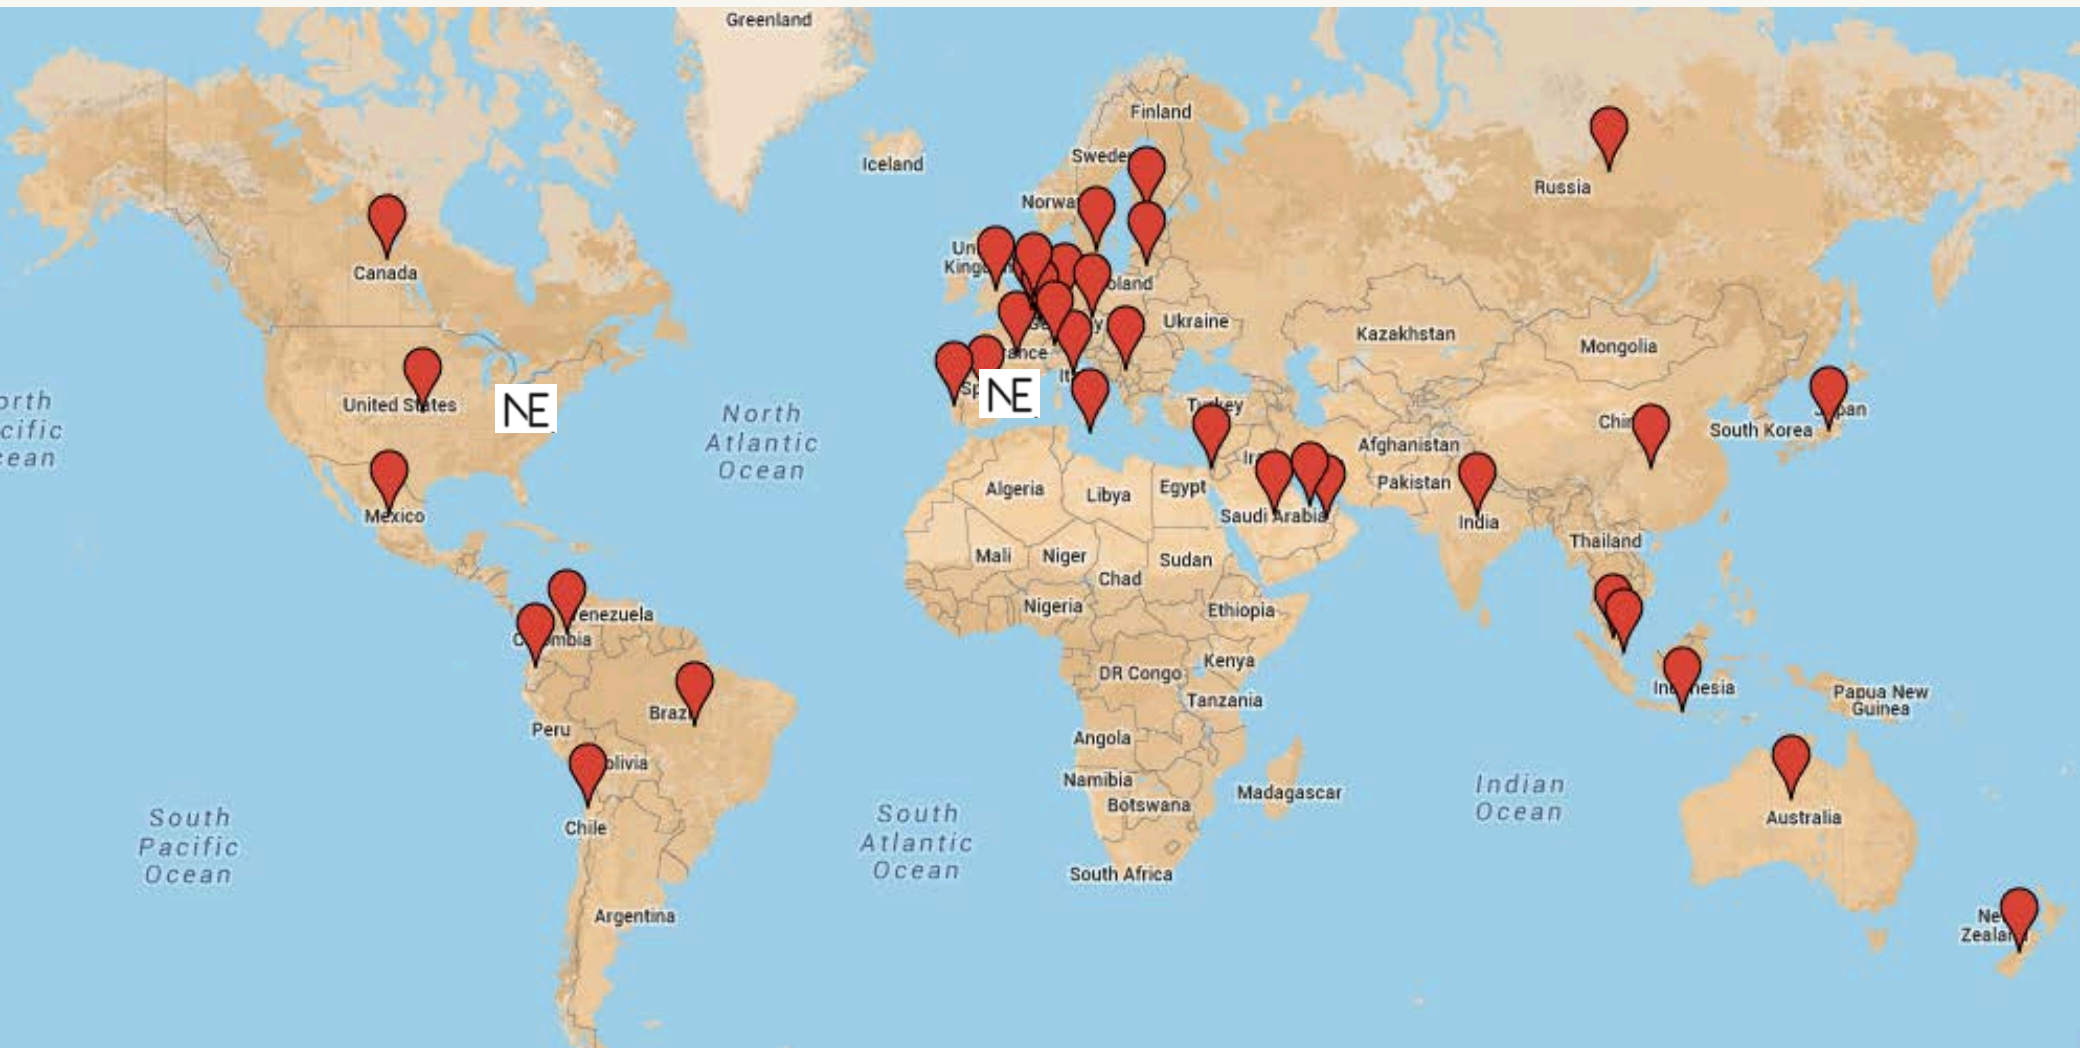 Greenland
Finland
Iceland
Russia
Canada
Ukraine
Kazakhstan
Mongolia
United States
NE
NE
North
Atlantic
Ocean
Turkey
South Korea
Afghanistan
Pakistan
Algeria
Libya
Egypt
Saudi Arabia
India
Mexico
Thailand
Mali
Niger
Chad
Sudan
Nigeria
Ethiopia
Kenya
DR Congo
Tanzania
Papua New
Guinea
Peru
Angola
Namibia
Botswana
Madagascar
Indian
Ocean
South
Pacific
Ocean
South
Atlantic
Ocean
Chile
Australia
South Africa
Argentina